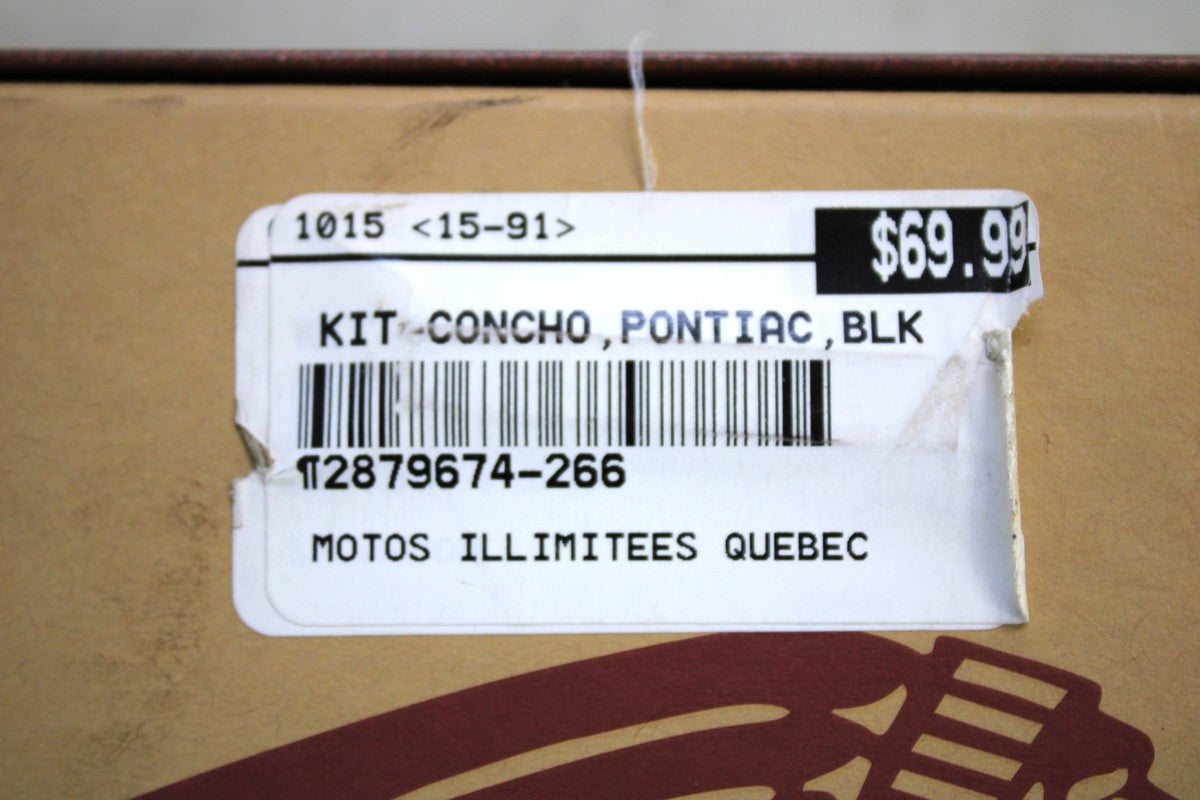 1015 <15-91>
$69.99
KIT-CONCHO,PONTIAC,BLK
¶2879674-266
MOTOS ILLIMITEES QUEBEC